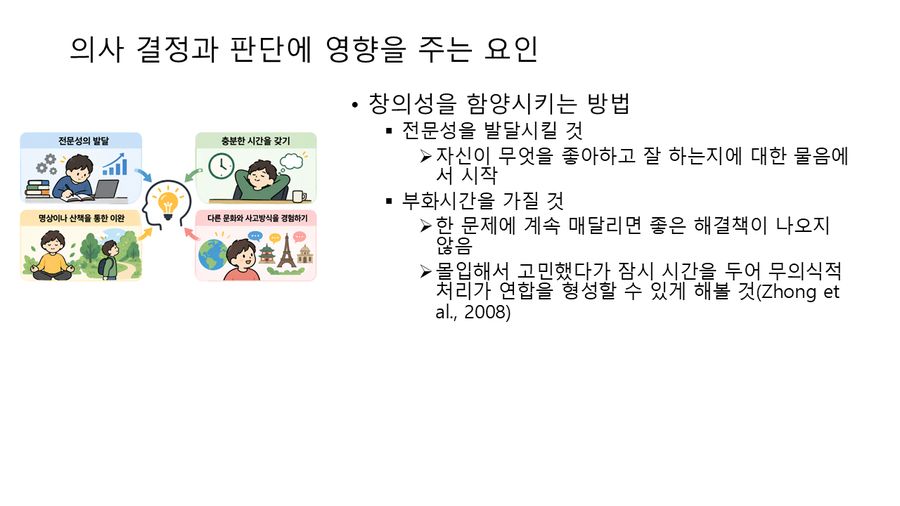 의사 결정과 판단에 영향을 주는 요인
전문성의 발달
충분한 시간을 갖기
명상이나 산책을 통한 이완
다른 문화와 사고방식을 경험하기
• 창의성을 함양시키는 방법
▪ 전문성을 발달시킬 것
➢자신이 무엇을 좋아하고 잘 하는지에 대한 물음에
서 시작
▪ 부화시간을 가질 것
➢한 문제에 계속 매달리면 좋은 해결책이 나오지
않음
➢몰입해서 고민했다가 잠시 시간을 두어 무의식적
처리가 연합을 형성할 수 있게 해볼 것(Zhong et
al., 2008)